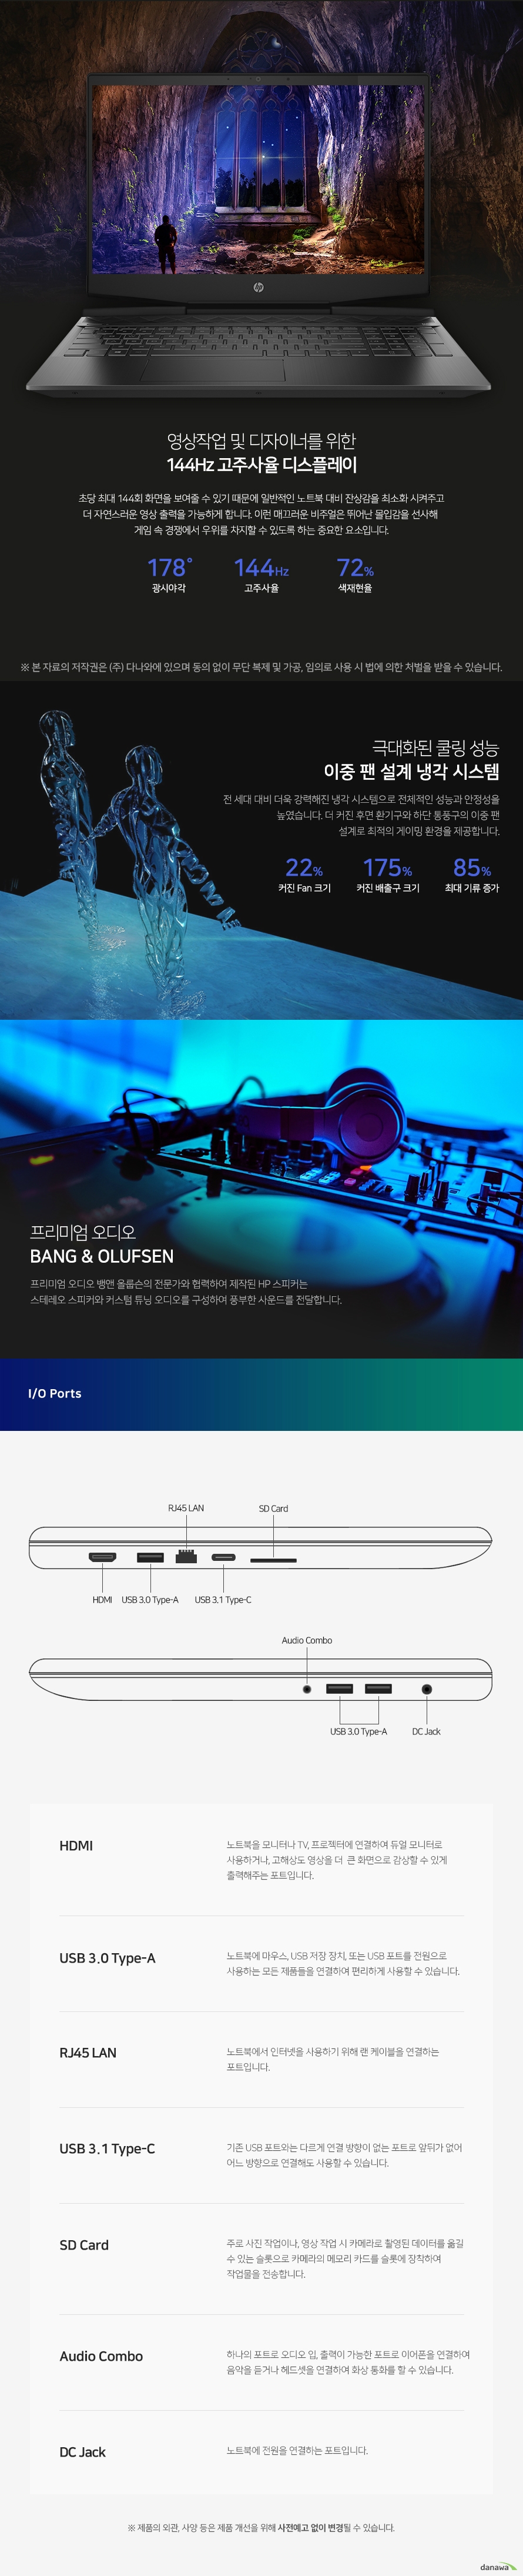 hp
영상작업 및 디자이너를 위한
144Hz 고주사율 디스플레이
초당 최대 144회 화면을 보여줄 수 있기 때문에 일반적인 노트북 대비 잔상감을 최소화 시켜주고
더 자연스러운 영상 출력을 가능하게 합니다. 이런 매끄러운 비주얼은 뛰어난 몰입감을 선사해
게임 속 경쟁에서 우위를 차지할 수 있도록 하는 중요한 요소입니다.
178° 144Hz 72%
광시야각 고주사율 색재현율
※ 본 자료의 저작권은 (주) 다나와에 있으며 동의 없이 무단 복제 및 가공, 임의로 사용 시 법에 의한 처벌을 받을 수 있습니다.
극대화된 쿨링 성능
이중 팬 설계 냉각 시스템
전 세대 대비 더욱 강력해진 냉각 시스템으로 전체적인 성능과 안정성을
높였습니다. 더 커진 후면 환기구와 하단 통풍구의 이중 팬
설계로 최적의 게이밍 환경을 제공합니다.
22% 175% 85%
커진 Fan 크기 커진 배출구 크기 최대 기류 증가
프리미엄 오디오
BANG & OLUFSEN
프리미엄 오디오 뱅앤 올룹슨의 전문가와 협력하여 제작된 HP 스피커는
스테레오 스피커와 커스텀 튜닝 오디오를 구성하여 풍부한 사운드를 전달합니다.
I/O Ports
RJ45 LAN SD Card
HDMI USB 3.0 Type-A USB 3.1 Type-C
Audio Combo
USB 3.0 Type-A DC Jack
HDMI
노트북을 모니터나 TV, 프로젝터에 연결하여 듀얼 모니터로
사용하거나, 고해상도 영상을 더 큰 화면으로 감상할 수 있게
출력해주는 포트입니다.
USB 3.0 Type-A
노트북에 마우스, USB 저장 장치, 또는 USB 포트를 전원으로
사용하는 모든 제품들을 연결하여 편리하게 사용할 수 있습니다.
RJ45 LAN
노트북에서 인터넷을 사용하기 위해 랜 케이블을 연결하는
포트입니다.
USB 3.1 Type-C
기존 USB 포트와는 다르게 연결 방향이 없는 포트로 앞뒤가 없어
어느 방향으로 연결해도 사용할 수 있습니다.
SD Card
주로 사진 작업이나, 영상 작업 시 카메라로 촬영된 데이터를 옮길
수 있는 슬롯으로 카메라의 메모리 카드를 슬롯에 장착하여
작업물을 전송합니다.
Audio Combo
하나의 포트로 오디오 입, 출력이 가능한 포트로 이어폰을 연결하여
음악을 듣거나 헤드셋을 연결하여 화상 통화를 할 수 있습니다.
DC Jack
노트북에 전원을 연결하는 포트입니다.
※ 제품의 외관, 사양 등은 제품 개선을 위해 사전예고 없이 변경될 수 있습니다.
danawa